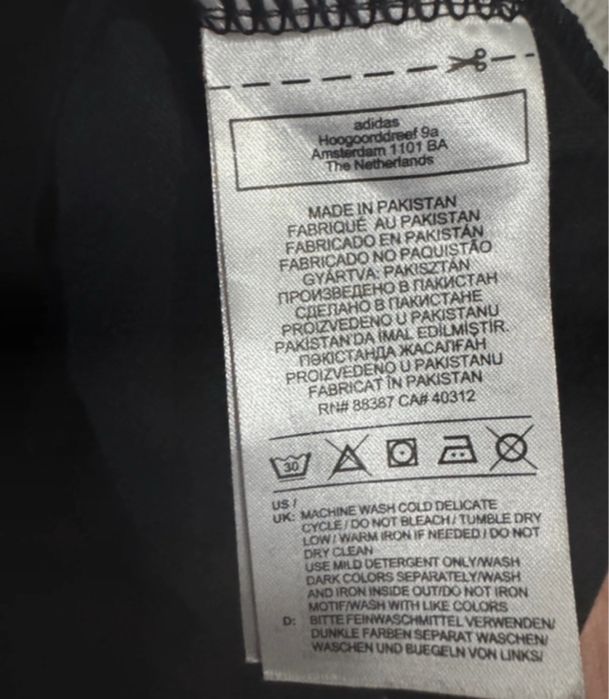 adidas
Hoogoorddreef 9a
Amsterdam 1101 BA
The Netherlands
MADE IN PAKISTAN
FABRIQUÉ AU PAKISTAN
FABRICADO EN PAKISTÁN
FABRICADO NO PAQUISTÃO
GYÁRTVA: PAKISZTÁN
ПРОИЗВЕДЕНО В ПАКИСТАН
СДЕЛАНО В ПАКИСТАНЕ
PROIZVEDENO U PAKISTANU
PAKİSTAN'DA İMAL EDİLMİŞTİR.
ПӘКІСТАНДА ЖАСАЛҒАН
PROIZVEDENO U PAKISTANU
FABRICAT ÎN PAKISTAN
RN# 88387 CA# 40312
30
US /
UK: MACHINE WASH COLD DELICATE
CYCLE / DO NOT BLEACH / TUMBLE DRY
LOW / WARM IRON IF NEEDED / DO NOT
DRY CLEAN
USE MILD DETERGENT ONLY/WASH
DARK COLORS SEPARATELY/WASH
AND IRON INSIDE OUT/DO NOT IRON
MOTIF/WASH WITH LIKE COLORS
D: BITTE FEINWASCHMITTEL VERWENDEN/
DUNKLE FARBEN SEPARAT WASCHEN/
WASCHEN UND BUEGELN VON LINKS/